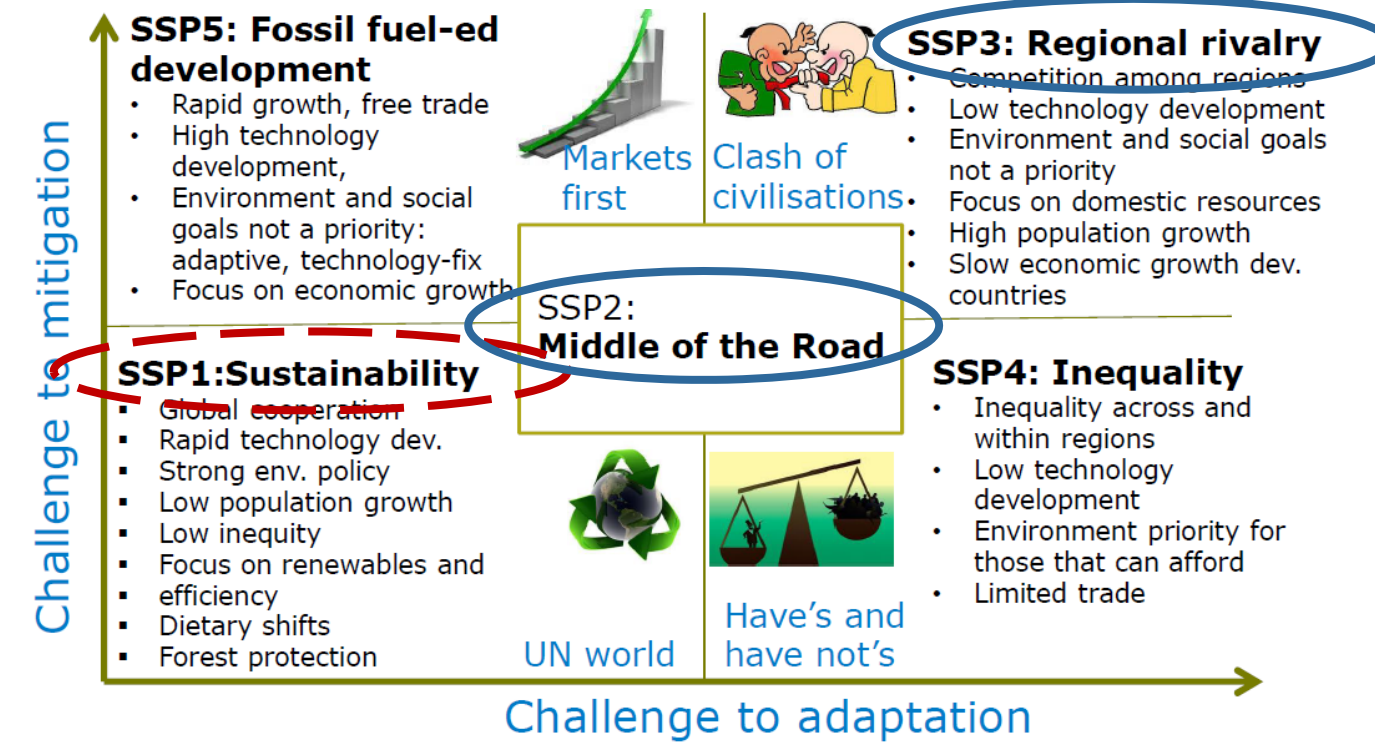 SSP5: Fossil fuel-ed
development
• Rapid growth, free trade
• High technology
development,
• Environment and social
goals not a priority:
adaptive, technology-fix
• Focus on economic growth
Markets
first
Clash of
civilisations
SSP3: Regional rivalry
• Competition among regions
• Low technology development
• Environment and social goals
not a priority
• Focus on domestic resources
• High population growth
• Slow economic growth dev.
countries
SSP2:
Middle of the Road
SSP1:Sustainability
▪ Global cooperation
▪ Rapid technology dev.
▪ Strong env. policy
▪ Low population growth
▪ Low inequity
▪ Focus on renewables and
▪ efficiency
▪ Dietary shifts
▪ Forest protection
UN world
Have's and
have not's
SSP4: Inequality
• Inequality across and
within regions
• Low technology
development
• Environment priority for
those that can afford
• Limited trade
Challenge to mitigation
Challenge to adaptation